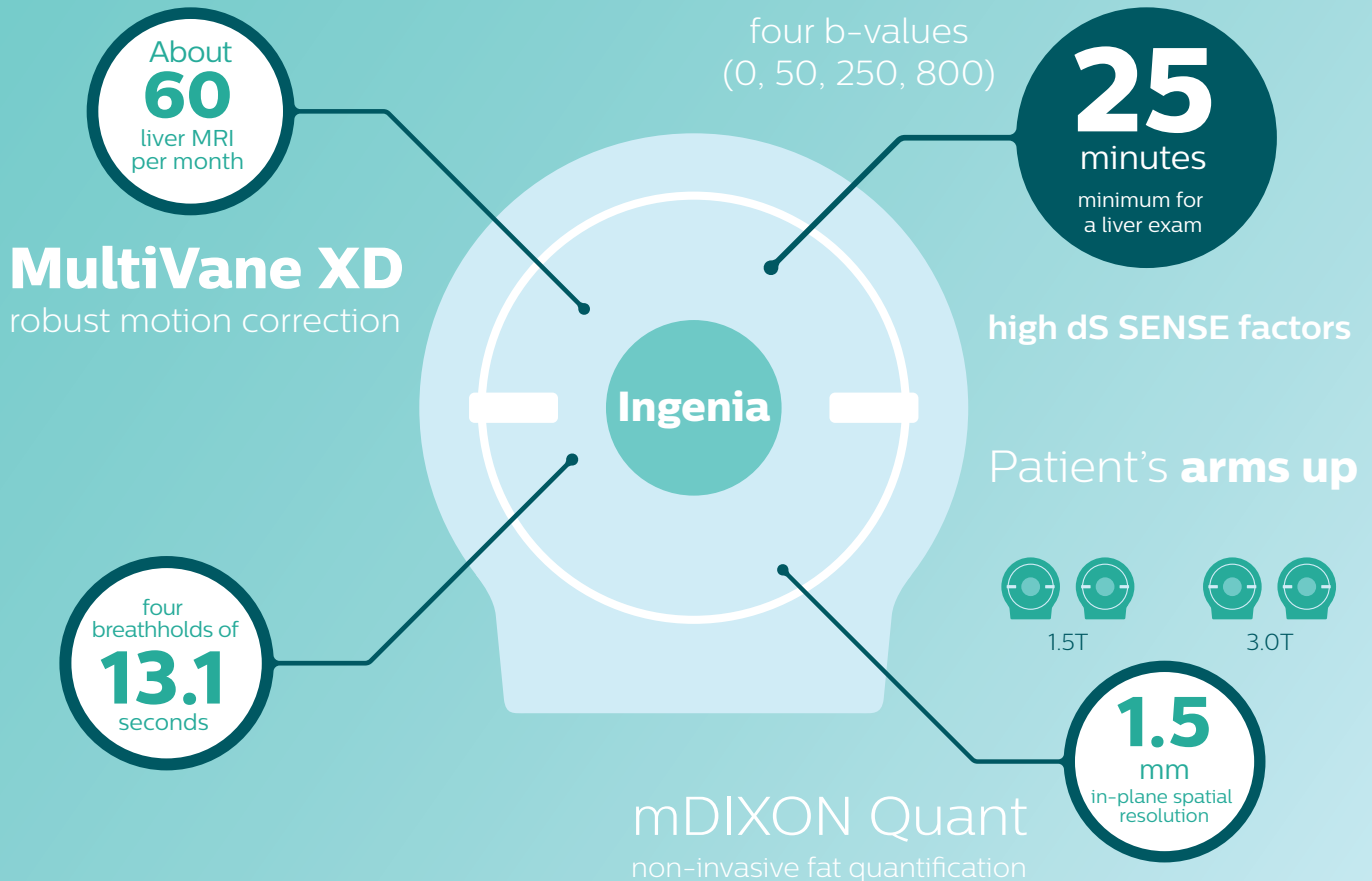 About
60
liver MRI
per month
four b-values
(0, 50, 250, 800)
25
minutes
minimum for
a liver exam
MultiVane XD
robust motion correction
high dS SENSE factors
Ingenia
Patient's arms up
1.5T
3.0T
four
breathholds of
13.1
seconds
1.5
mm
in-plane spatial
resolution
mDIXON Quant
non-invasive fat quantification